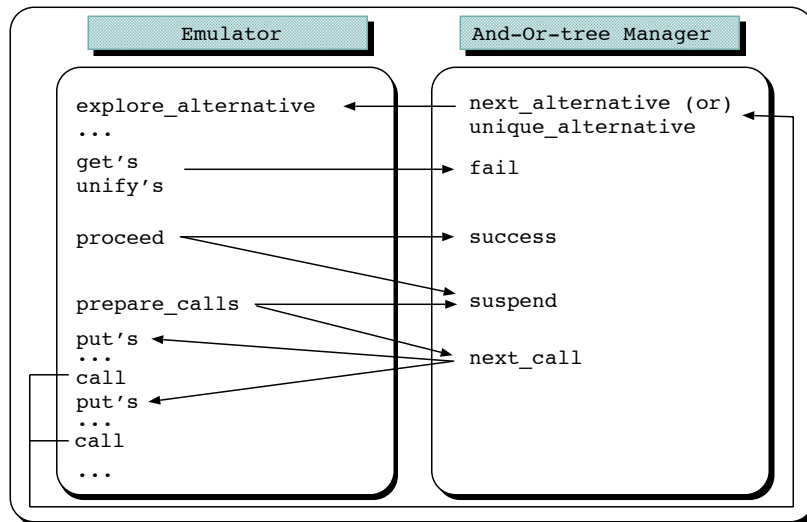 Emulator
explore_alternative
...
get's
unify's
proceed
prepare_calls
put's
...
call
put's
...
call
...
And-Or-tree Manager
next_alternative (or)
unique_alternative
fail
success
suspend
next_call